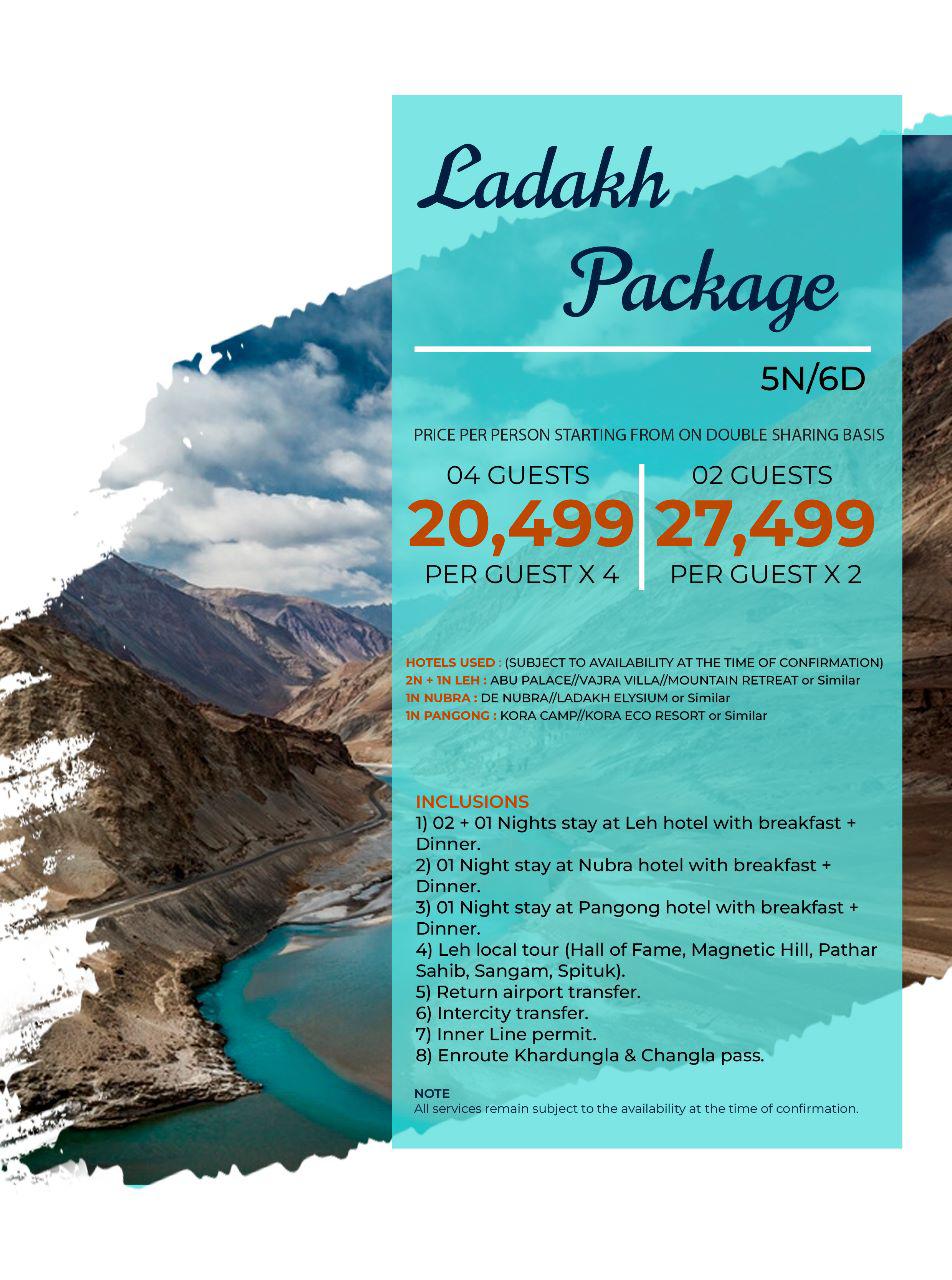 Ladakh
Package
5N/6D
PRICE PER PERSON STARTING FROM ON DOUBLE SHARING BASIS
04 GUESTS
20,499
PER GUEST X 4
02 GUESTS
27,499
PER GUEST X 2
HOTELS USED : (SUBJECT TO AVAILABILITY AT THE TIME OF CONFIRMATION)
2N + 1N LEH : ABU PALACE//VAJRA VILLA//MOUNTAIN RETREAT or Similar
1N NUBRA : DE NUBRA//LADAKH ELYSIUM or Similar
1N PANGONG : KORA CAMP//KORA ECO RESORT or Similar
INCLUSIONS
1) 02 + 01 Nights stay at Leh hotel with breakfast +
Dinner.
2) 01 Night stay at Nubra hotel with breakfast +
Dinner.
3) 01 Night stay at Pangong hotel with breakfast +
Dinner.
4) Leh local tour (Hall of Fame, Magnetic Hill, Pathar
Sahib, Sangam, Spituk).
5) Return airport transfer.
6) Intercity transfer.
7) Inner Line permit.
8) Enroute Khardungla & Changla pass.
NOTE
All services remain subject to the availability at the time of confirmation.